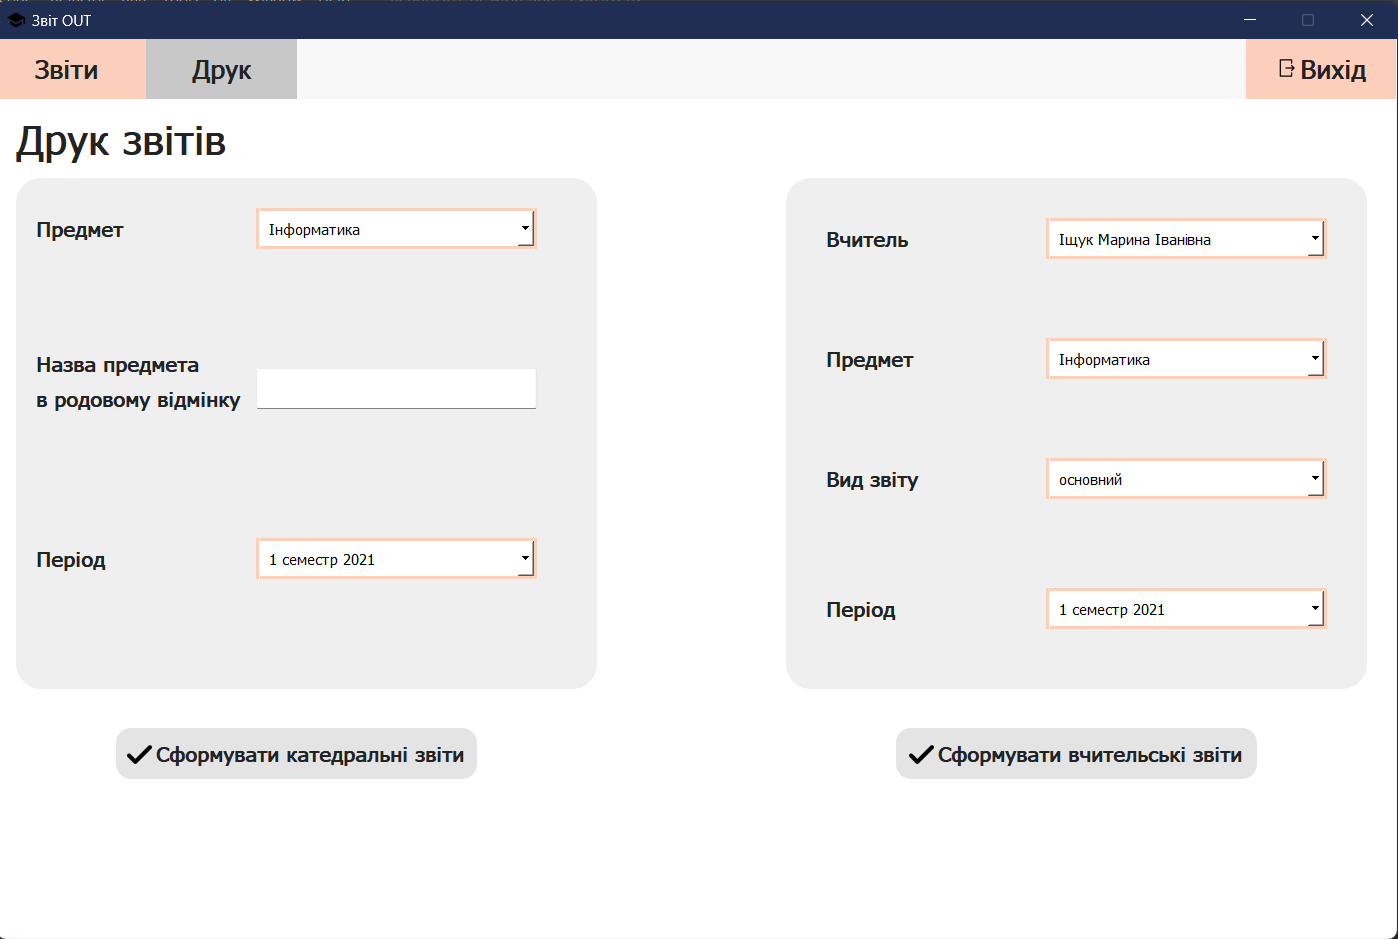 Звіт OUT
Звіти
Друк
Вихід
Друк звітів
Предмет
Інформатика
Назва предмета
в родовому відмінку
Період
1 семестр 2021
Сформувати катедральні звіти
Вчитель
Іщук Марина Іванівна
Предмет
Інформатика
Вид звіту
основний
Період
1 семестр 2021
Сформувати вчительські звіти